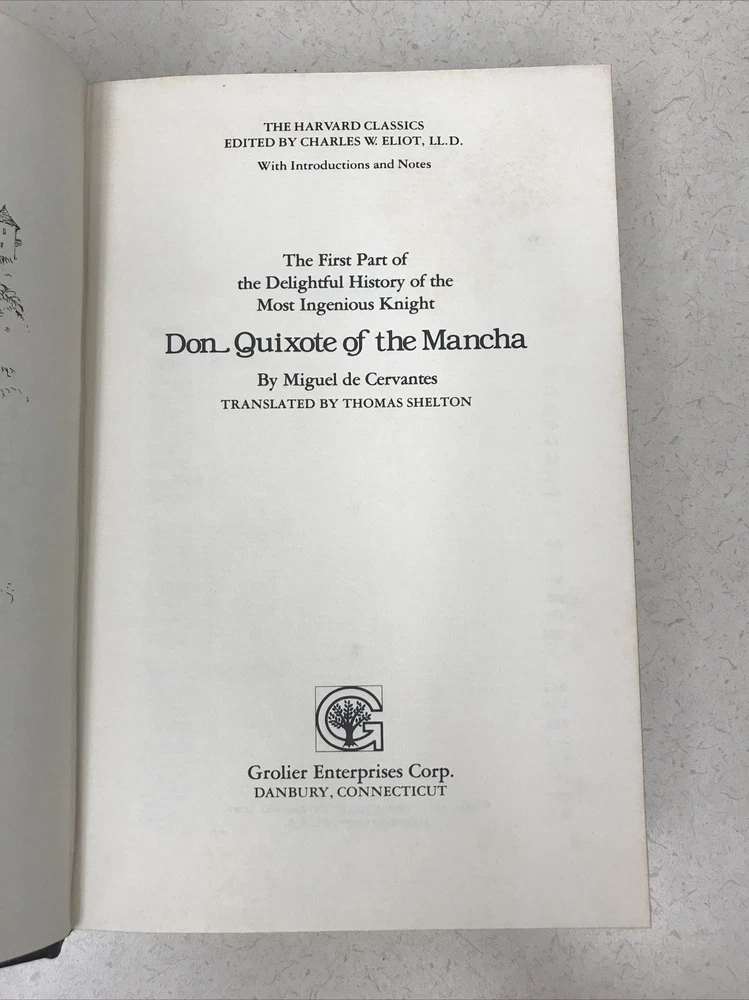 THE HARVARD CLASSICS
EDITED BY CHARLES W. ELIOT, LL.D.
With Introductions and Notes
The First Part of
the Delightful History of the
Most Ingenious Knight
Don Quixote of the Mancha
By Miguel de Cervantes
TRANSLATED BY THOMAS SHELTON
G
Grolier Enterprises Corp.
DANBURY, CONNECTICUT